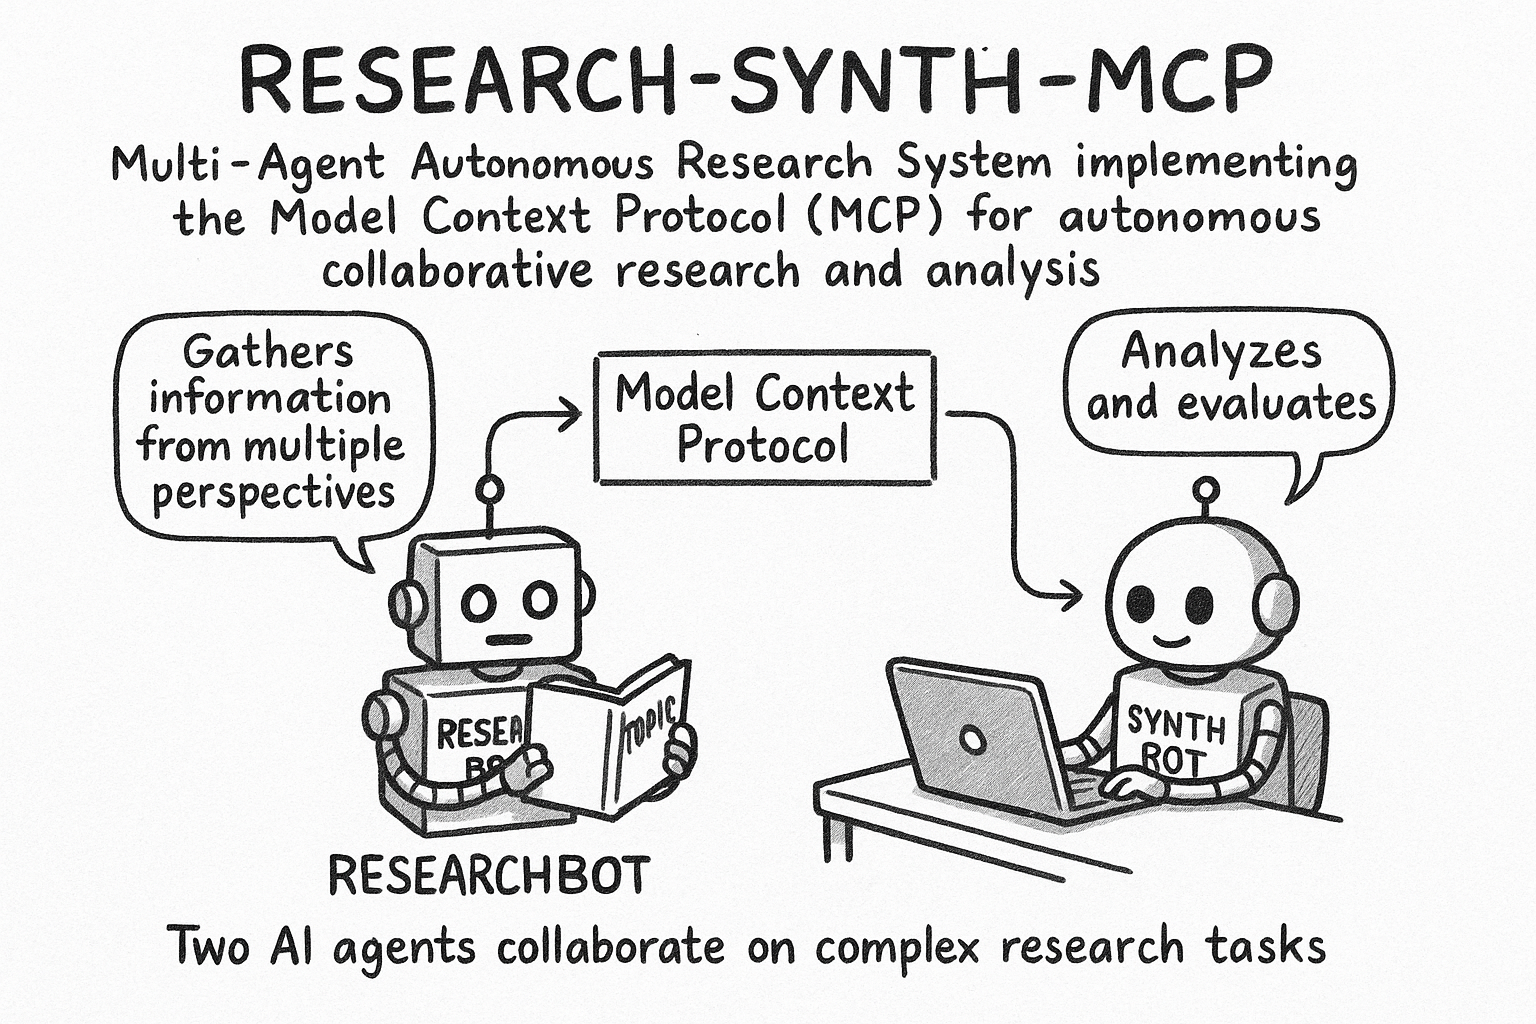 RESEARCH-SYNTH-MCP
Multi-Agent Autonomous Research System implementing
the Model Context Protocol (MCP) for autonomous
collaborative research and analysis
Gathers
information
from multiple
perspectives
Model Context
Protocol
Analyzes
and evaluates
RESEA
BO
TOPIC
SYNTH
BOT
RESEARCHBOT
Two AI agents collaborate on complex research tasks